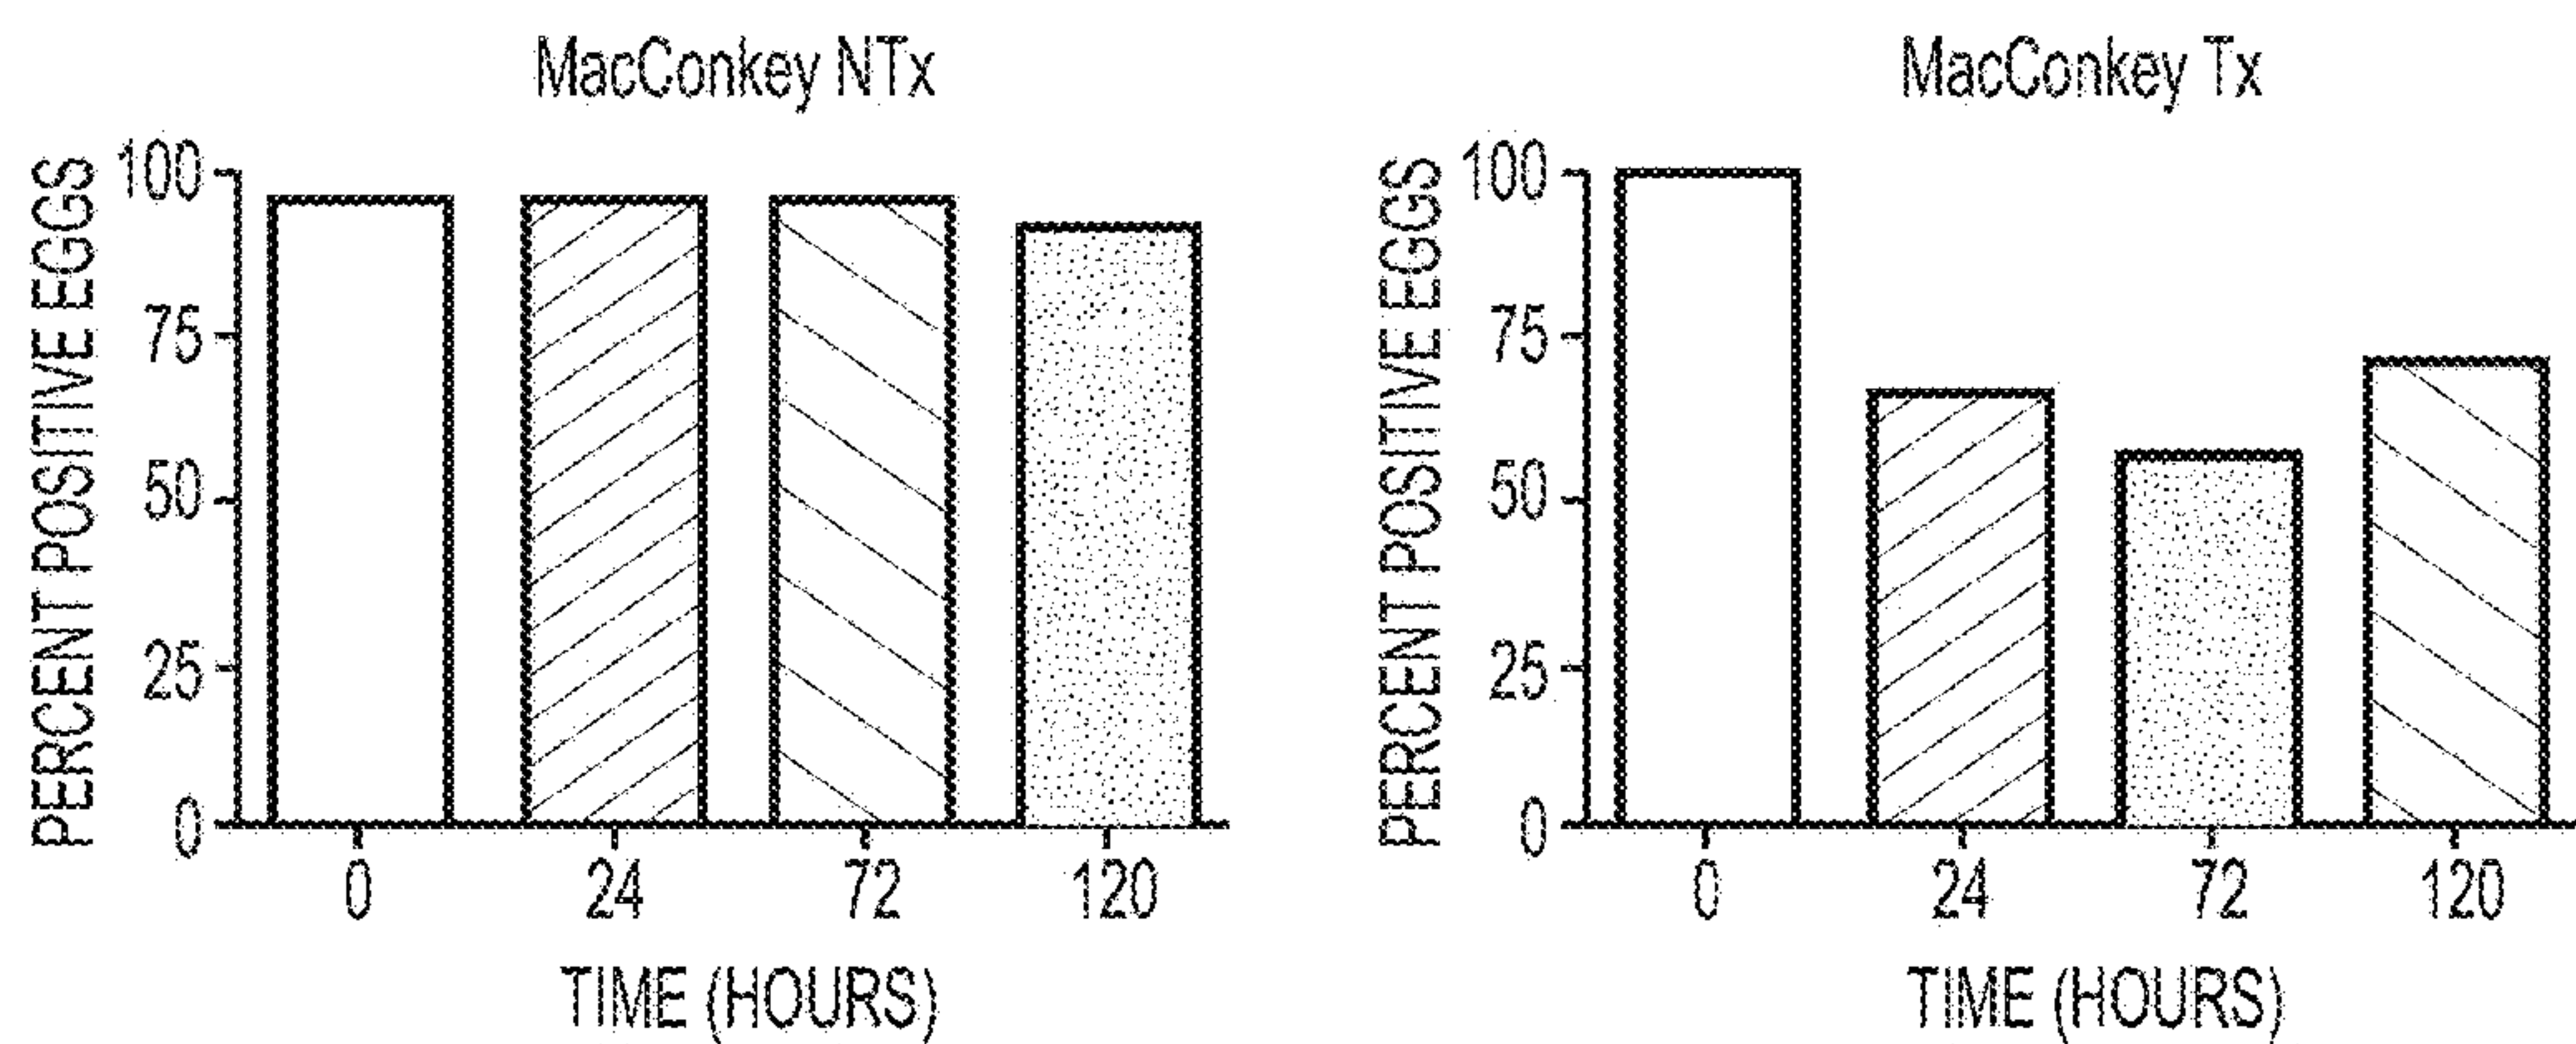 MacConkey NTx
PERCENT POSITIVE EGGS
100
75
50
25
0
0 24 72 120
TIME (HOURS)
MacConkey Tx
PERCENT POSITIVE EGGS
100
75
50
25
0
0 24 72 120
TIME (HOURS)